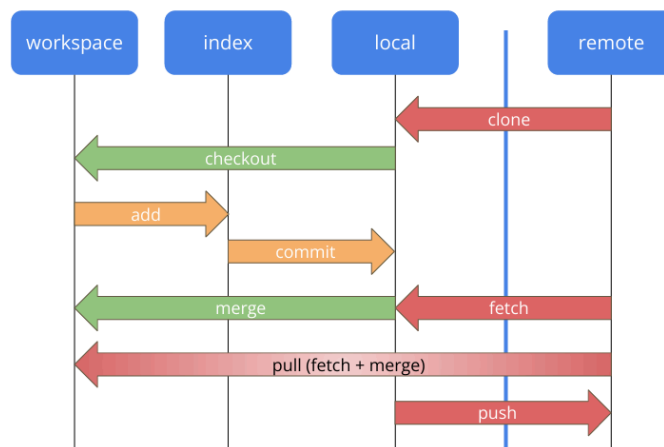 workspace
index
local
remote
clone
checkout
add
commit
merge
fetch
pull (fetch + merge)
push